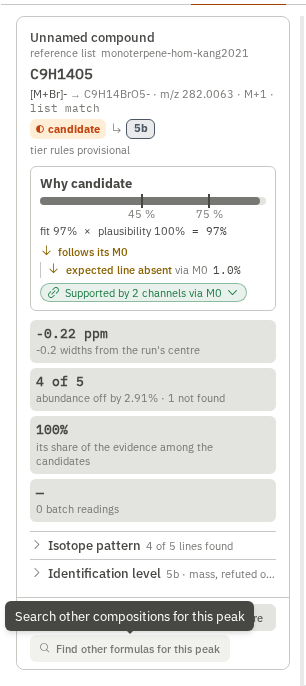 Unnamed compound
reference list monoterpene-hom-kang2021
C9H14O5
[M+Br]- → C9H14BrO5- · m/z 282.0063 · M+1 ·
list match
candidate ↳ 5b
tier rules provisional
Why candidate
45 % 75 %
fit 97% × plausibility 100% = 97%
↓ follows its M0
↓ expected line absent via M0 1.0%
Supported by 2 channels via M0
-0.22 ppm
-0.2 widths from the run's centre
4 of 5
abundance off by 2.91% · 1 not found
100%
its share of the evidence among the
candidates
—
0 batch readings
Isotope pattern 4 of 5 lines found
Identification level 5b · mass, refuted o...
Search other compositions for this peak
Find other formulas for this peak